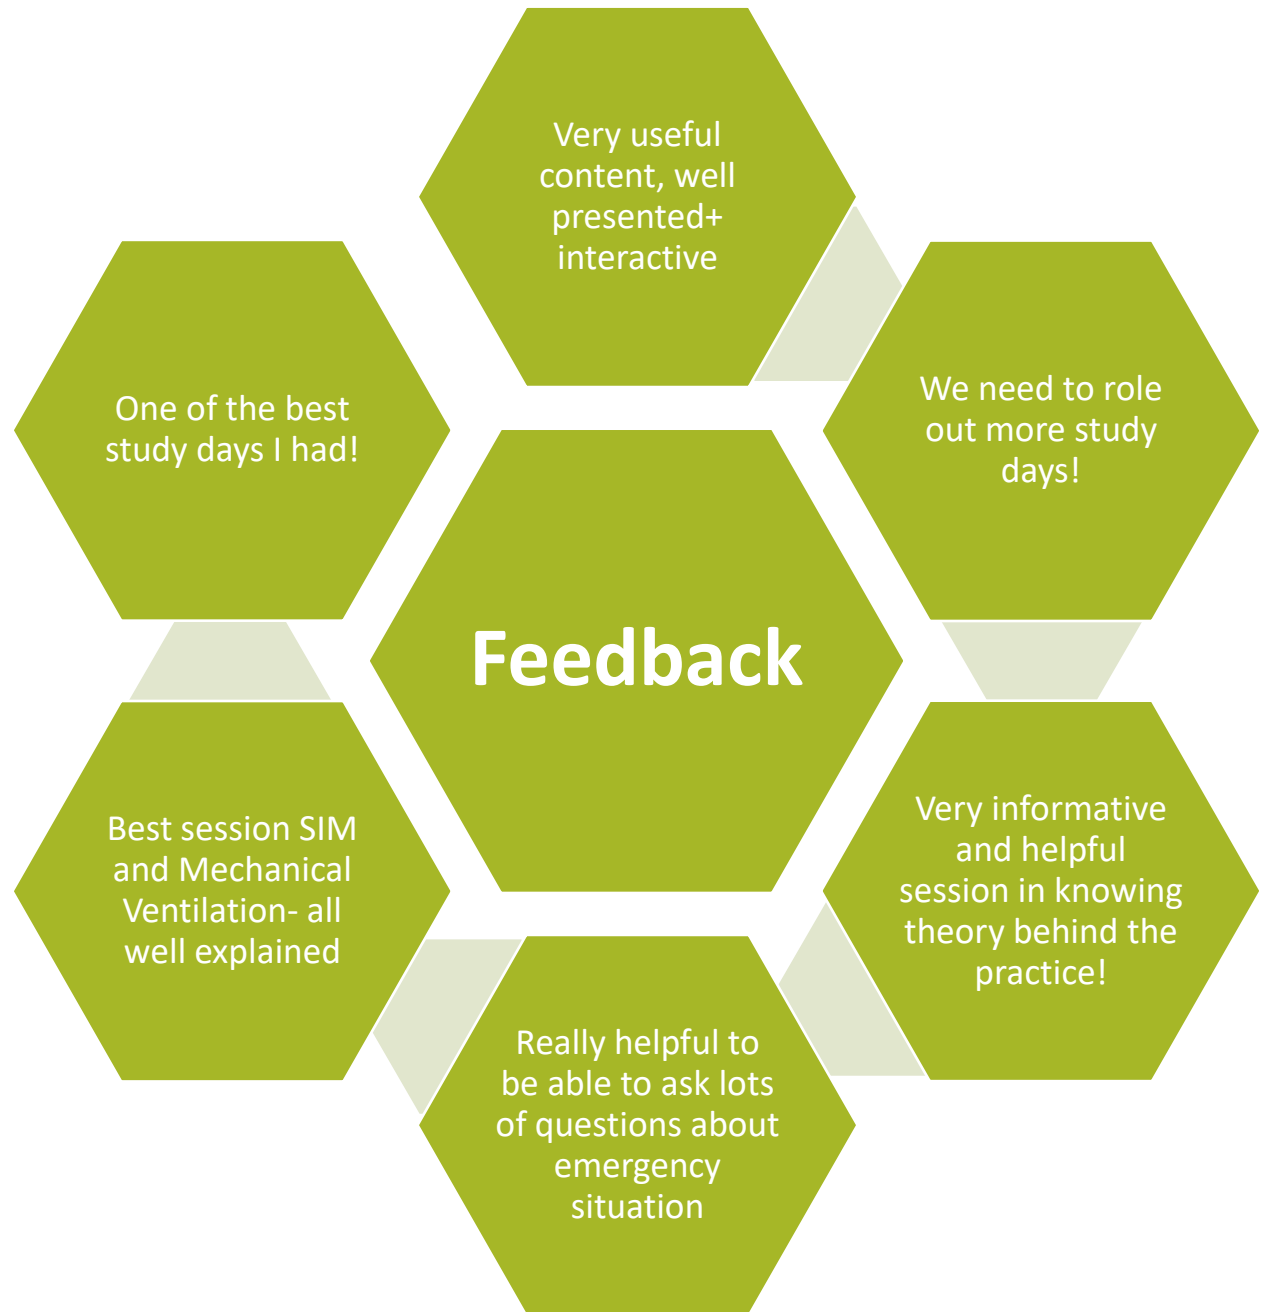 Very useful
content, well
presented+
interactive
We need to role
out more study
days!
Very informative
and helpful
session in knowing
theory behind the
practice!
Really helpful to
be able to ask lots
of questions about
emergency
situation
Best session SIM
and Mechanical
Ventilation- all
well explained
One of the best
study days I had!
Feedback